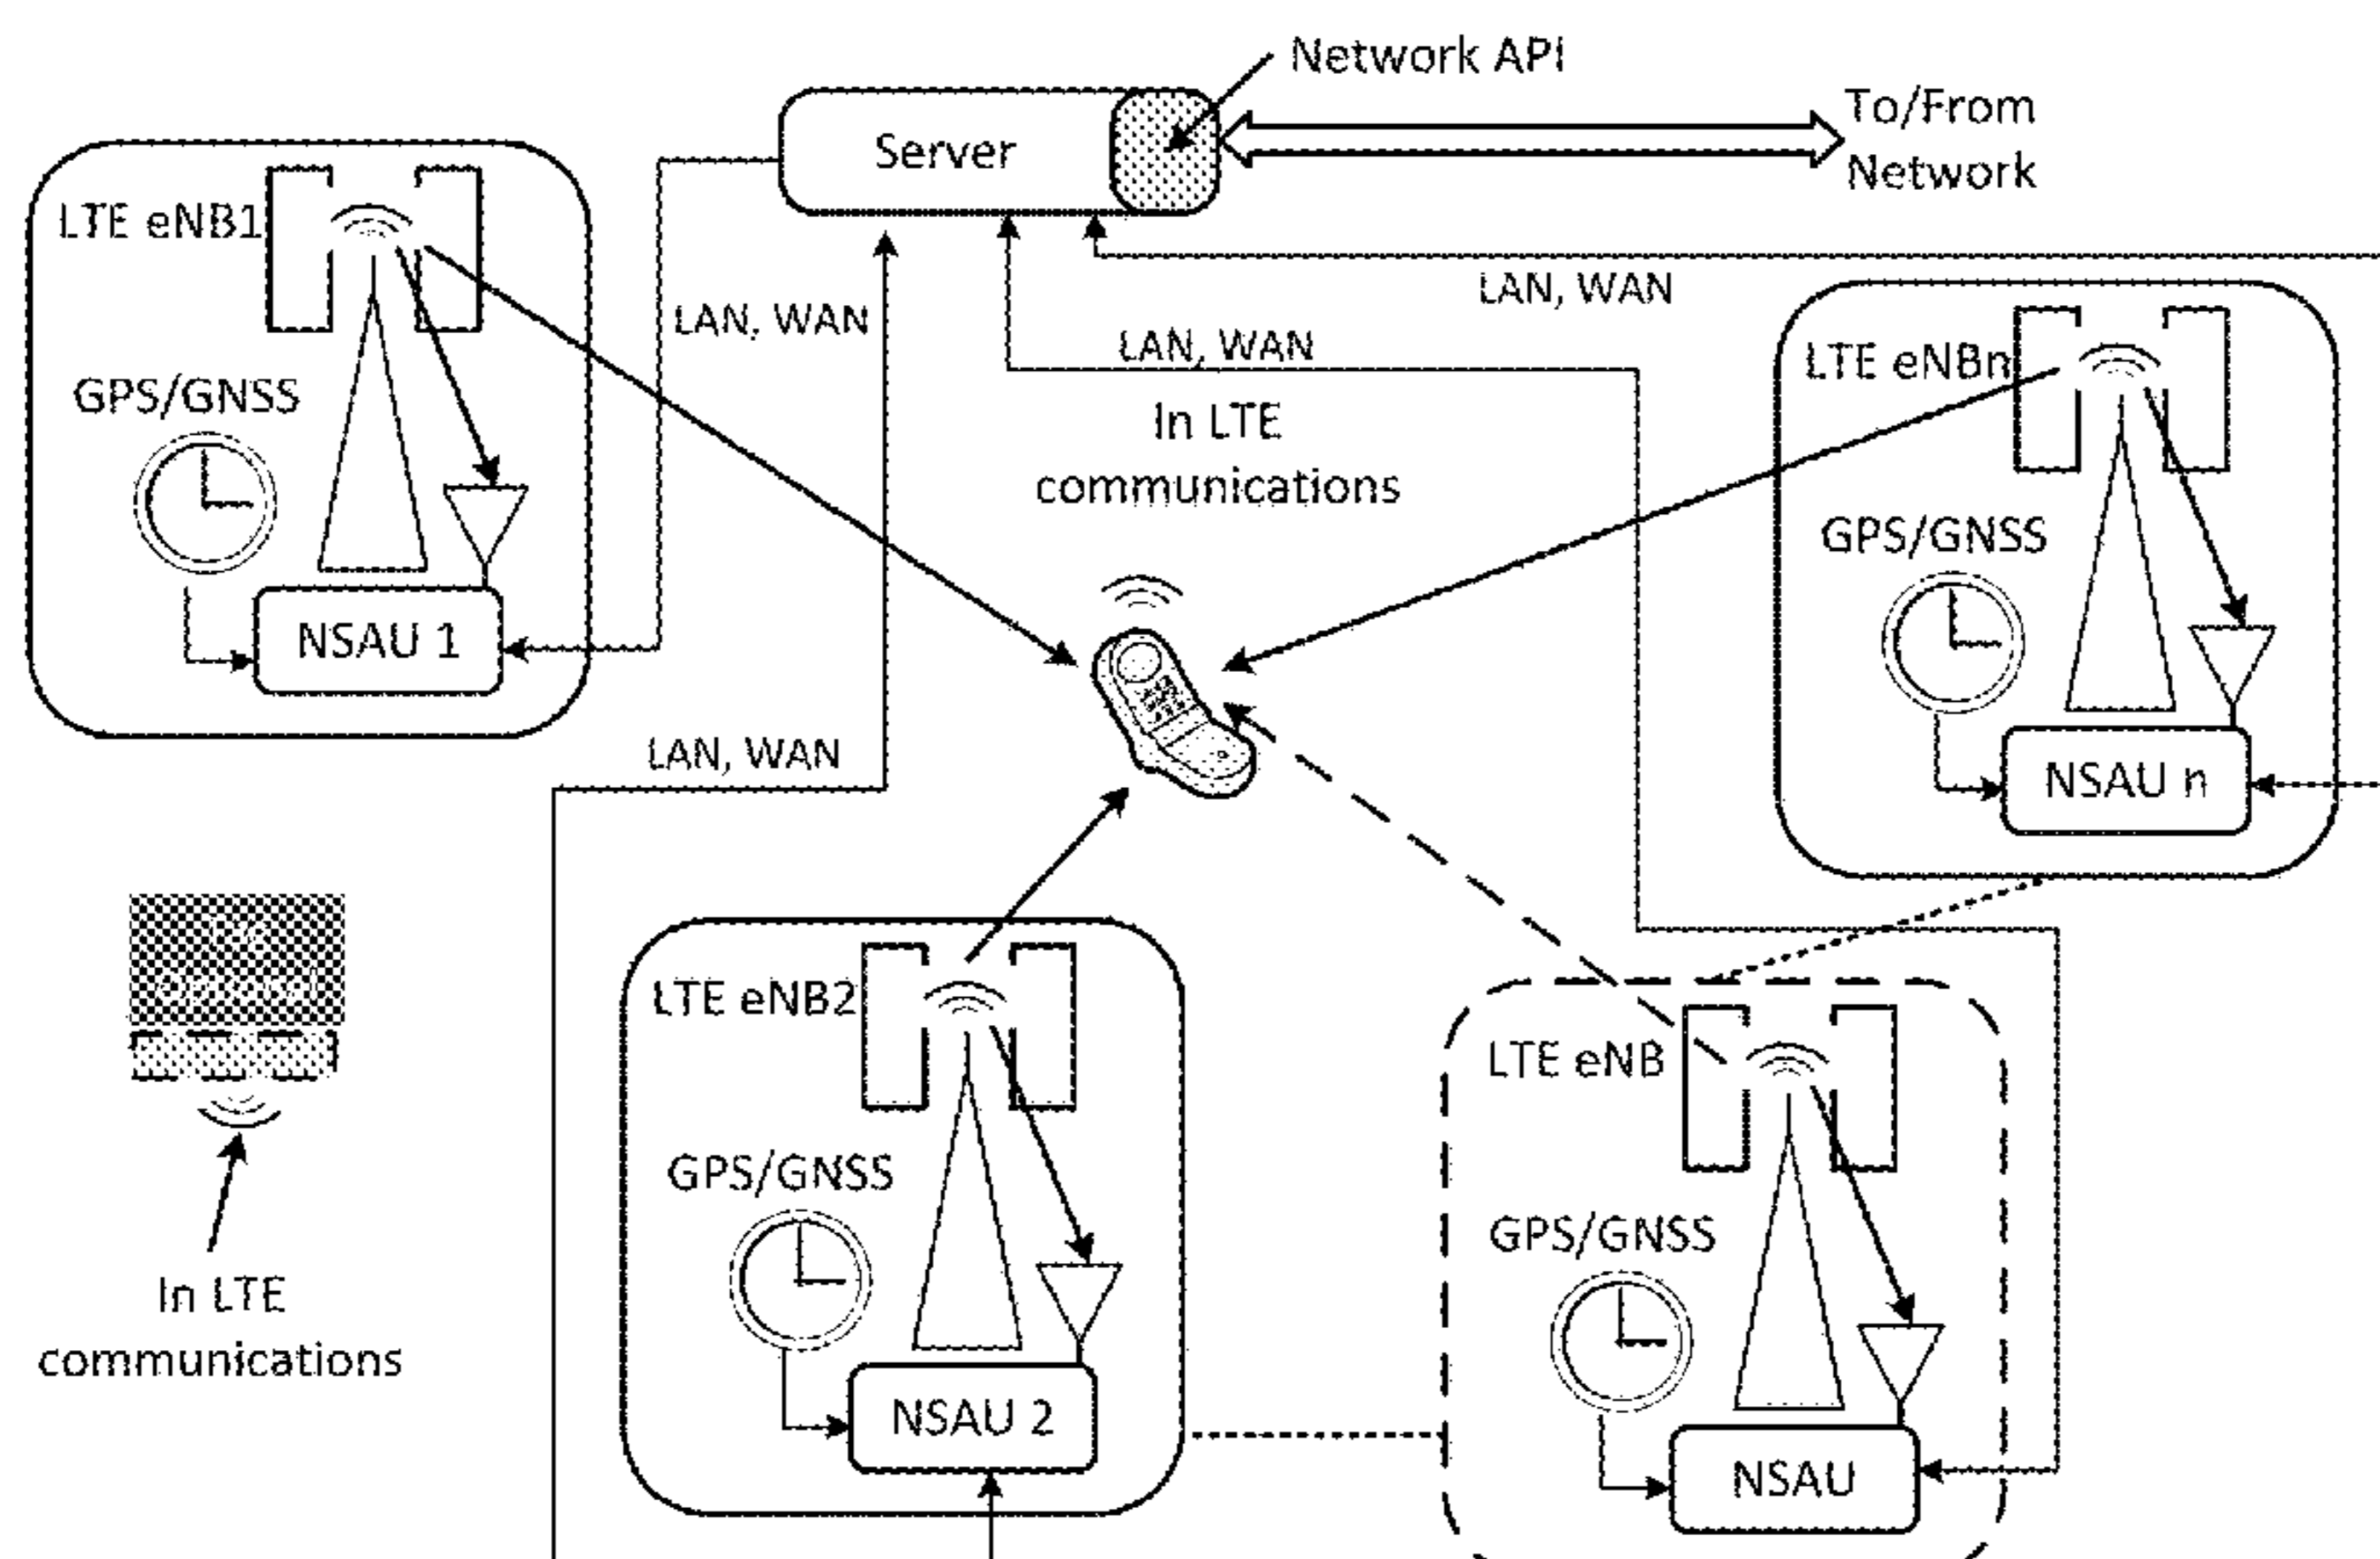 Network API
To/From
Network
Server
LTE eNB1
LAN, WAN
LAN, WAN
LAN, WAN
LTE eNBn
GPS/GNSS
In LTE
communications
GPS/GNSS
NSAU 1
LAN, WAN
NSAU n
LTE eNB2
LTE eNB
GPS/GNSS
GPS/GNSS
In LTE
communications
NSAU 2
NSAU